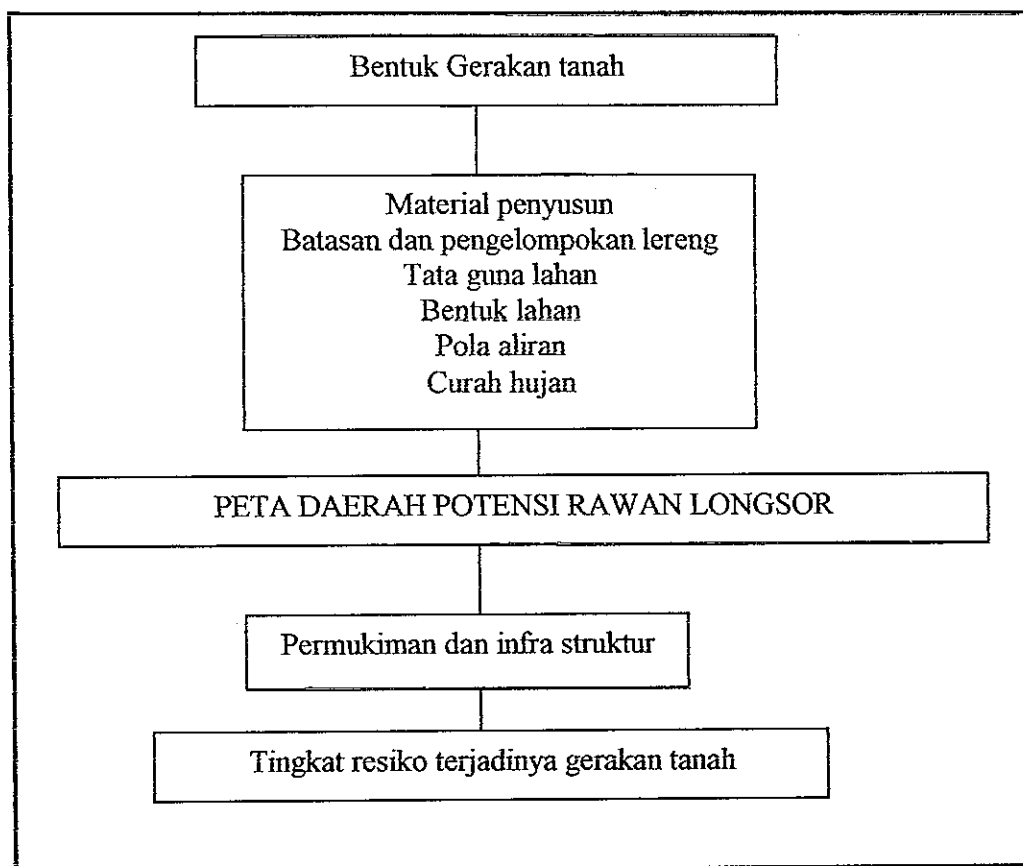 Bentuk Gerakan tanah
Material penyusun
Batasan dan pengelompokan lereng
Tata guna lahan
Bentuk lahan
Pola aliran
Curah hujan
PETA DAERAH POTENSI RAWAN LONGSOR
Permukiman dan infra struktur
Tingkat resiko terjadinya gerakan tanah